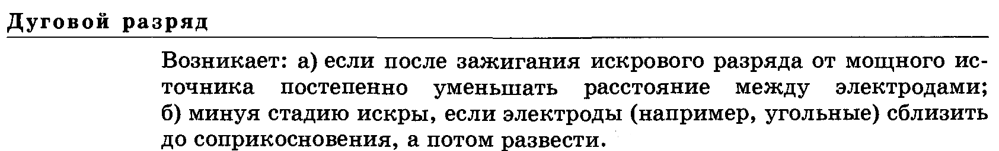 Дуговой разряд
Возникает: а) если после зажигания искрового разряда от мощного ис-
точника постепенно уменьшать расстояние между электродами;
б) минуя стадию искры, если электроды (например, угольные) сблизить
до соприкосновения, а потом развести.